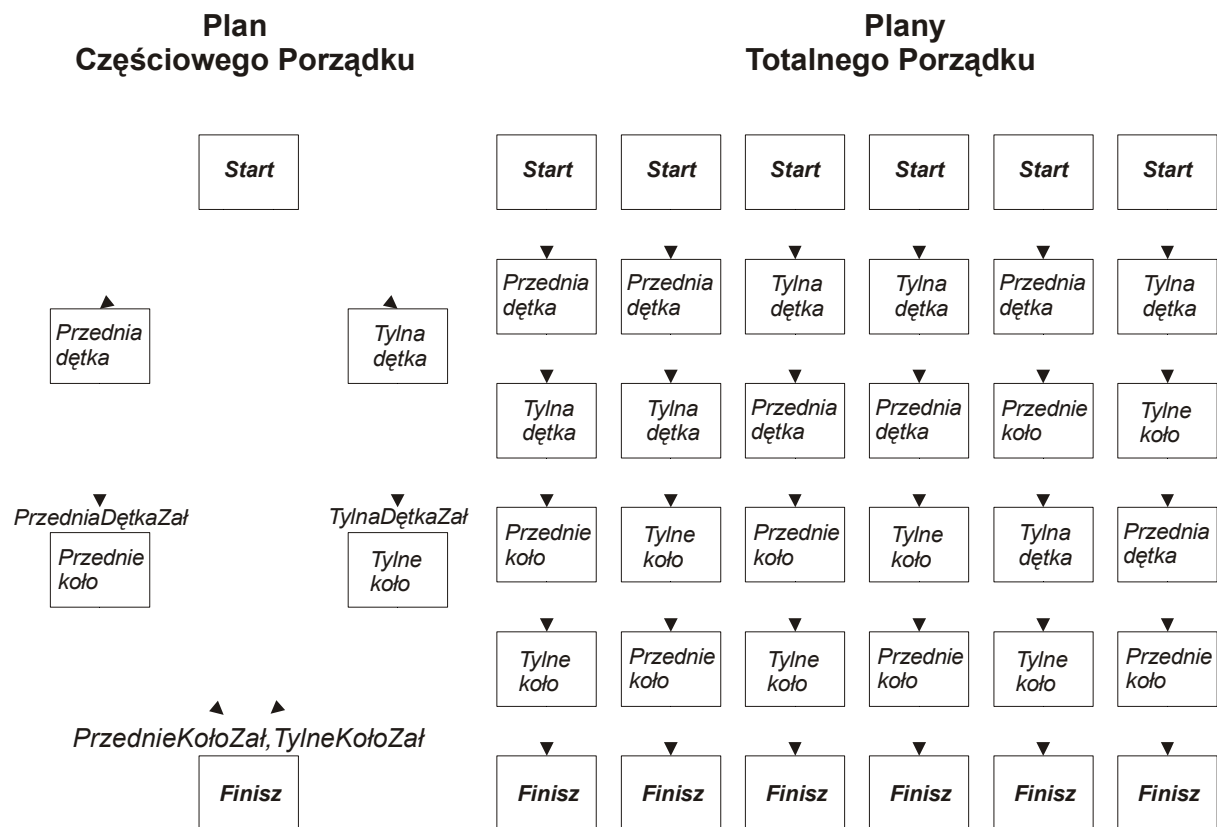 Plan
Częściowego Porządku
Start
Przednia
dętka
Tylna
dętka
PrzedniaDętkaZał
TylnaDętkaZał
Przednie
koło
Tylne
koło
PrzednieKołoZał,TylneKołoZał
Finisz
Plany
Totalnego Porządku
Start Start Start Start Start Start
Przednia Przednia Tylna Tylna Przednia Tylna
dętka dętka dętka dętka dętka dętka
Tylna Tylna Przednia Przednia Przednie Tylne
dętka dętka dętka dętka koło koło
Przednie Tylne Przednie Tylne Tylna Przednia
koło koło koło koło dętka dętka
Tylne Przednie Tylne Przednie Tylne Przednie
koło koło koło koło koło koło
Finisz Finisz Finisz Finisz Finisz Finisz